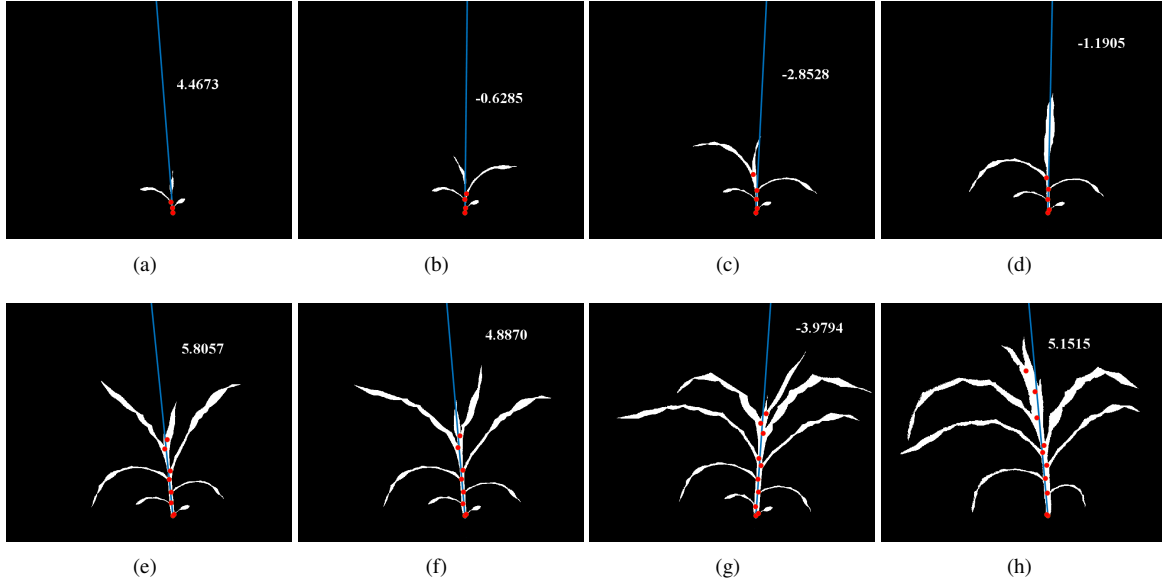 4.4673
-0.6285
-2.8528
-1.1905
(a)
(b)
(c)
(d)
5.8057
4.8870
-3.9794
5.1515
(e)
(f)
(g)
(h)